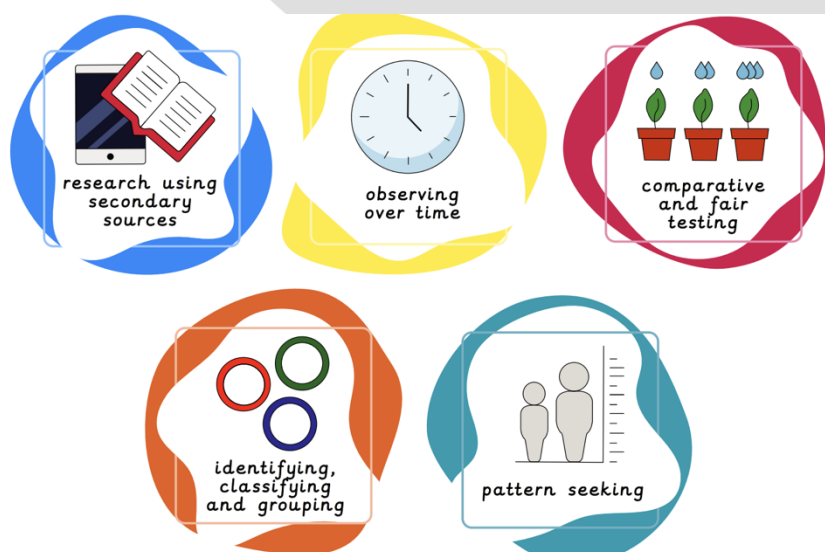 research using
secondary
sources
observing
over time
comparative
and fair
testing
identifying,
classifying
and grouping
pattern seeking